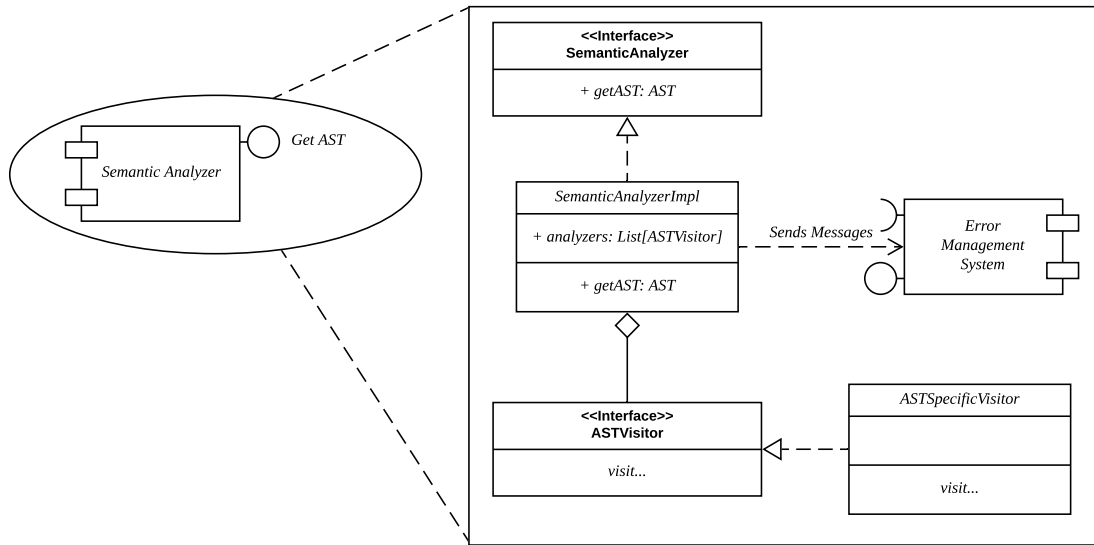 <<Interface>>
SemanticAnalyzer
+ getAST: AST
Get AST
Semantic Analyzer
SemanticAnalyzerImpl
+ analyzers: List[ASTVisitor]
+ getAST: AST
Sends Messages
Error
Management
System
<<Interface>>
ASTVisitor
visit...
ASTSpecificVisitor
visit...